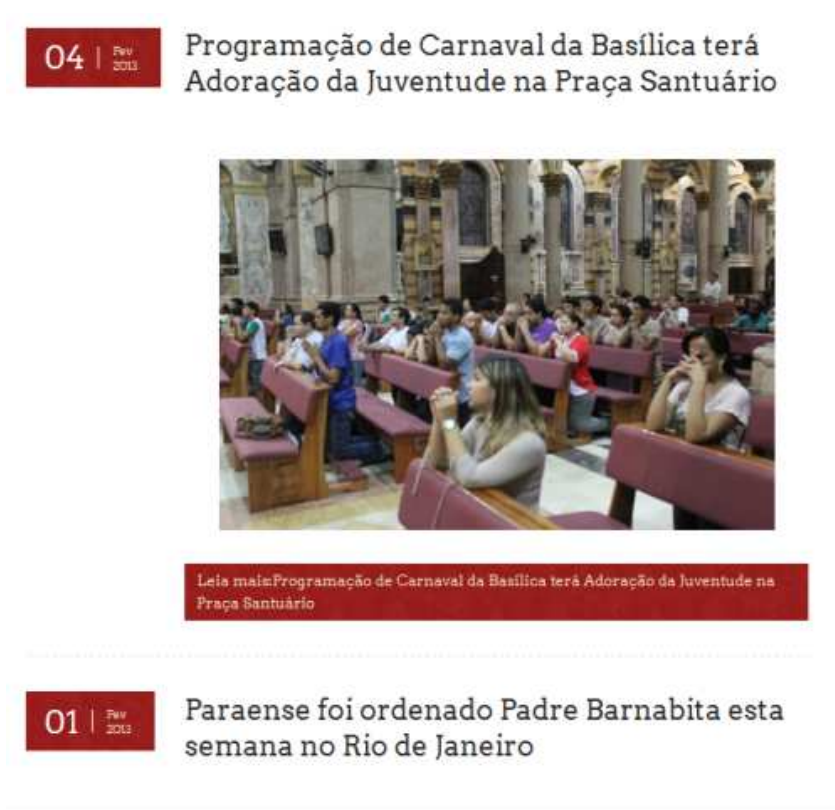 04 | Fev 2013
Programação de Carnaval da Basílica terá
Adoração da Juventude na Praça Santuário
Leia mais:Programação de Carnaval da Basílica terá Adoração da Juventude na
Praça Santuário
01 | Fev 2013
Paraense foi ordenado Padre Barnabita esta
semana no Rio de Janeiro